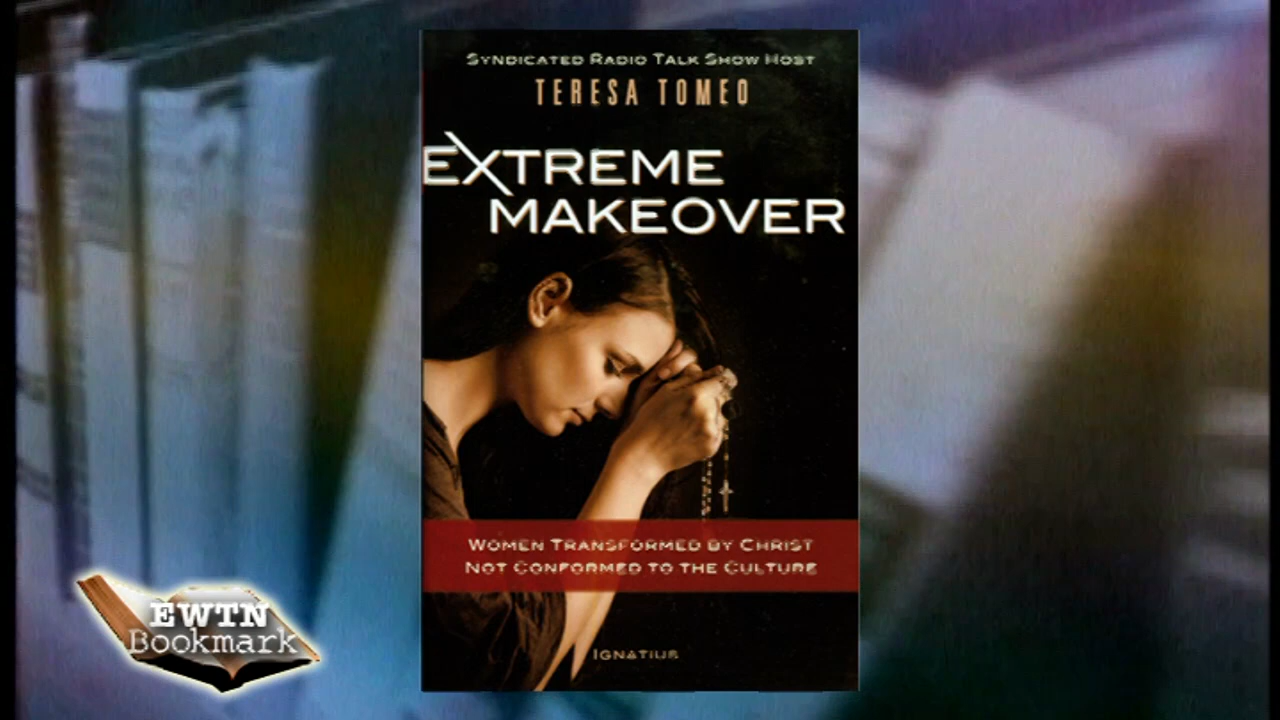 SYNDICATED RADIO TALK SHOW HOST
TERESA TOMEO
EXTREME
MAKEOVER
WOMEN TRANSFORMED BY CHRIST
NOT CONFORMED TO THE CULTURE
IGNATIUS
EWTN
Bookmark